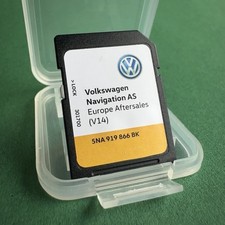 Volkswagen
Navigation AS
Europe Aftersales
(V14)
5NA 919 866 BK
> LOCK
301700